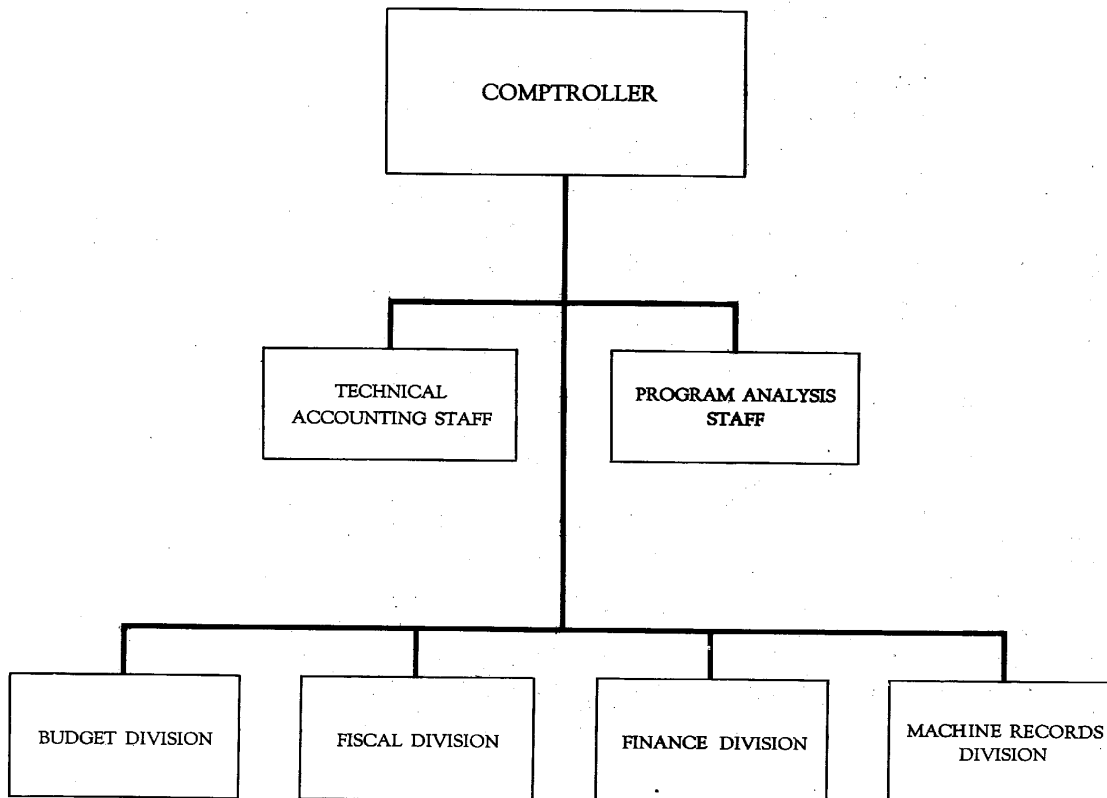 COMPTROLLER
TECHNICAL
ACCOUNTING STAFF
PROGRAM ANALYSIS
STAFF
BUDGET DIVISION
FISCAL DIVISION
FINANCE DIVISION
MACHINE RECORDS
DIVISION